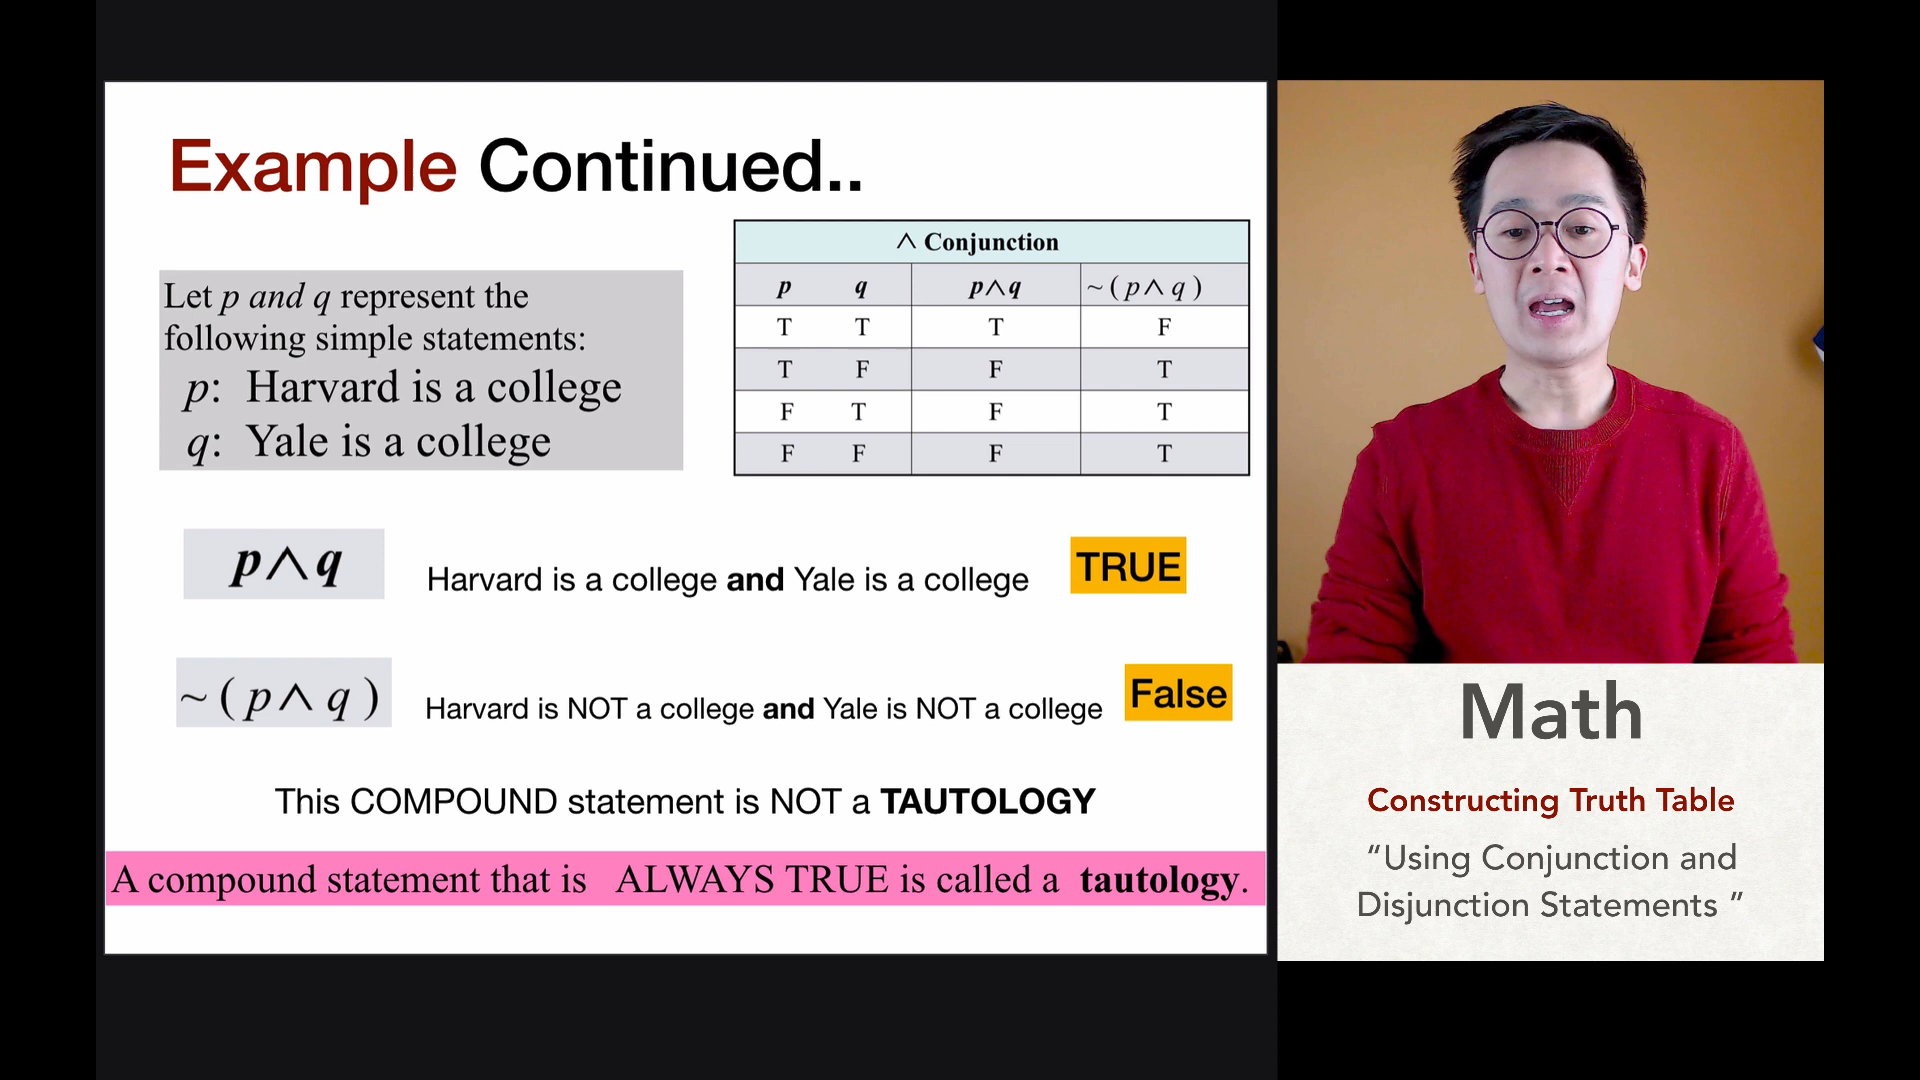 Example Continued..
Let p and q represent the
following simple statements:
p: Harvard is a college
q: Yale is a college
∧ Conjunction
p q p∧q ~(p∧q)
T T T F
T F F T
F T F T
F F F T
p∧q Harvard is a college and Yale is a college TRUE
~(p∧q) Harvard is NOT a college and Yale is NOT a college False
This COMPOUND statement is NOT a TAUTOLOGY
A compound statement that is ALWAYS TRUE is called a tautology.
Math
Constructing Truth Table
“Using Conjunction and
Disjunction Statements ”